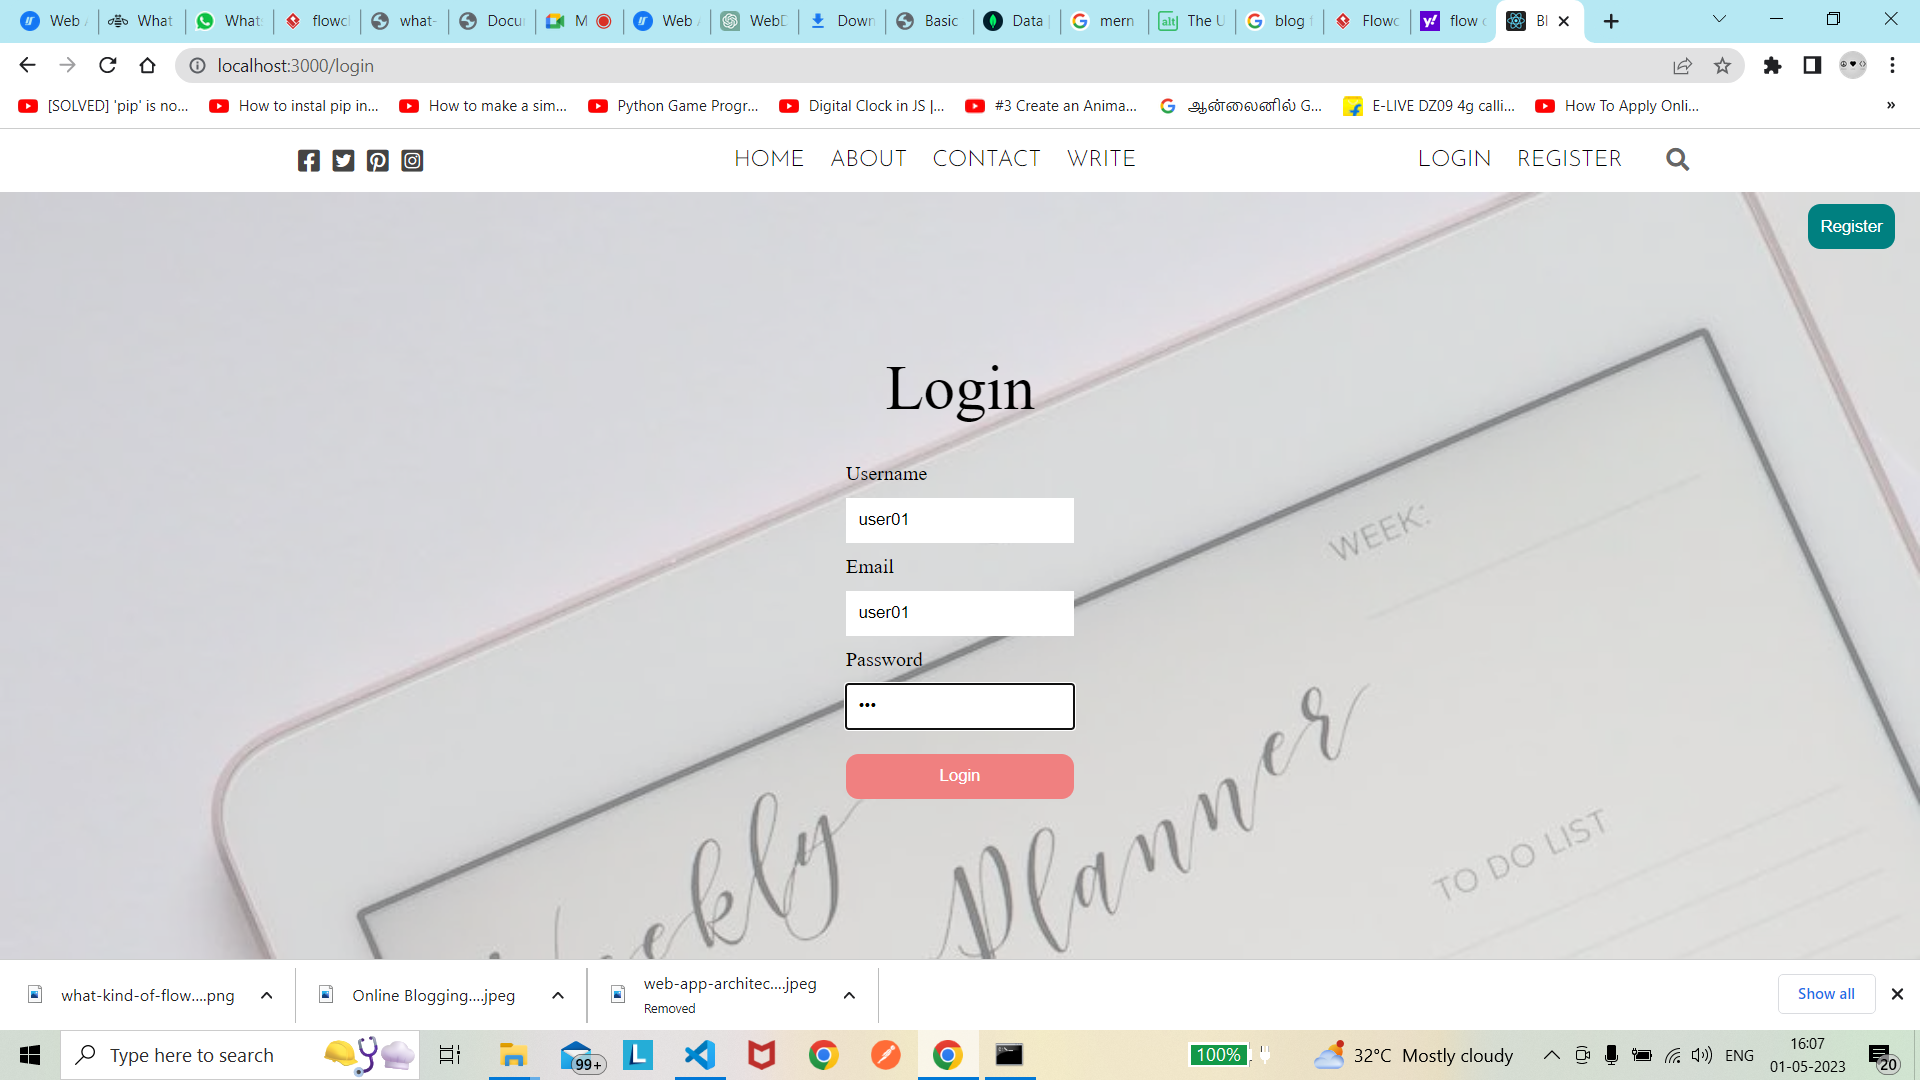 Web
What
What
flowc
what-
Docu
M
Web
WebD
Down
Basic
Data
mern
The U
blog
Flowc
flow
Bl
localhost:3000/login
[SOLVED] 'pip' is no...
How to instal pip in...
How to make a sim...
Python Game Progr...
Digital Clock in JS |...
#3 Create an Anima...
ஆன்லைனில் G...
E-LIVE DZ09 4g calli...
How To Apply Onli...
»
HOME ABOUT CONTACT WRITE
LOGIN REGISTER
Register
Login
Username
user01
Email
user01
Password
•••
Login
WEEK:
Weekly
Planner
TO DO LIST
what-kind-of-flow....png
Online Blogging....jpeg
web-app-architec....jpeg
Removed
Show all
Type here to search
99+
L
100%
32°C Mostly cloudy
ENG
16:07
01-05-2023
20